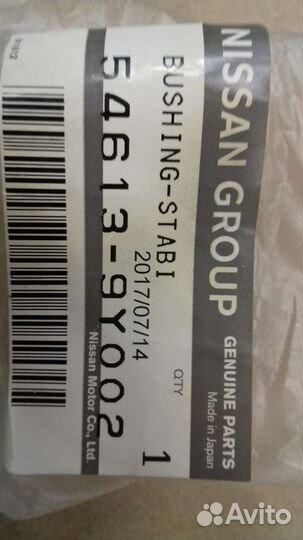 NISSAN GROUP
GENUINE PARTS
Made in Japan
BUSHING-STABI
2017/07/14
QTY
1
54613-9Y002
Nissan Motor Co., Ltd.
Avito